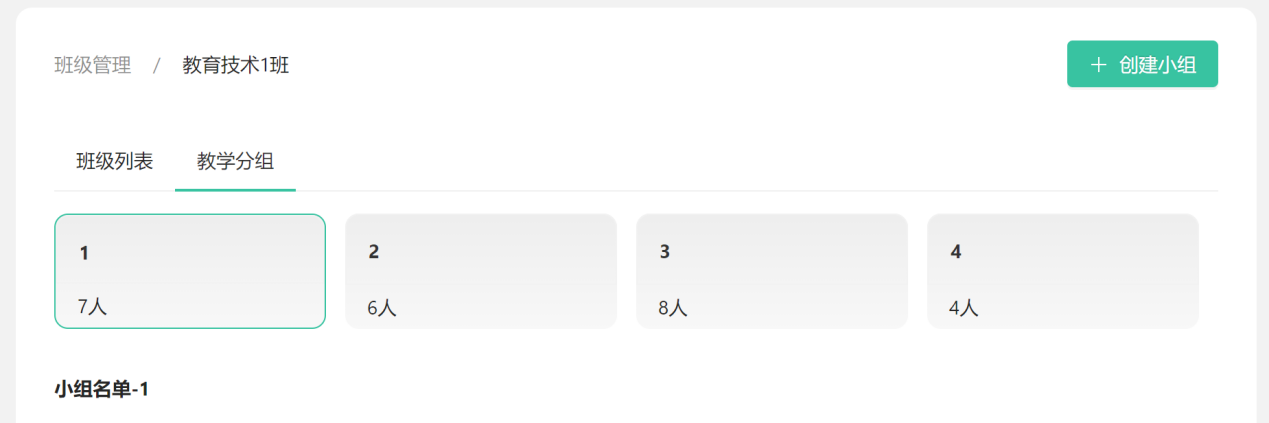 班级管理 / 教育技术1班
＋ 创建小组
班级列表 教学分组
1
7人
2
6人
3
8人
4
4人
小组名单-1